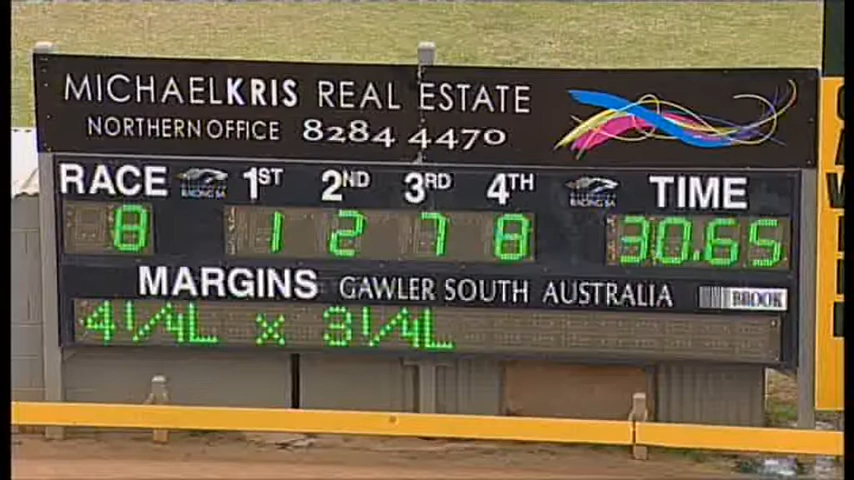 MICHAELKRIS REAL ESTATE
NORTHERN OFFICE 8284 4470
RACE 1ST 2ND 3RD 4TH TIME
8 1 2 7 8 30.65
MARGINS GAWLER SOUTH AUSTRALIA BROOK
4 1/4L x 3 1/4L